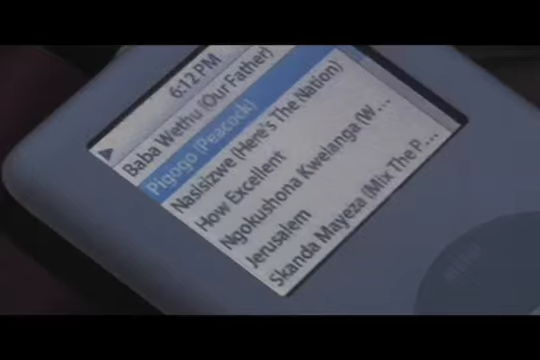 6:12 PM
Baba Wethu (Our Father)
Pigogo (Peacock)
Nasisizwe (Here's The Nation)
How Excellent
Ngokushona Kwelanga (W...
Jerusalem
Skanda Mayeza (Mix The P...